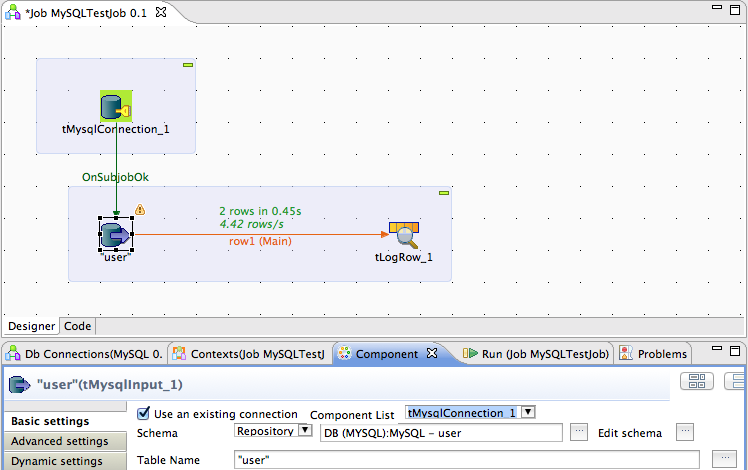 *Job MySQLTestJob 0.1
tMysqlConnection_1
OnSubjobOk
2 rows in 0.45s
4.42 rows/s
row1 (Main)
"user"
tLogRow_1
Designer Code
Db Connections(MySQL 0. Contexts(Job MySQLTestJ Component Run (Job MySQLTestJob) Problems
"user"(tMysqlInput_1)
Basic settings
Advanced settings
Dynamic settings
Use an existing connection Component List tMysqlConnection_1
Schema Repository DB (MYSQL):MySQL - user ... Edit schema ...
Table Name "user" ...